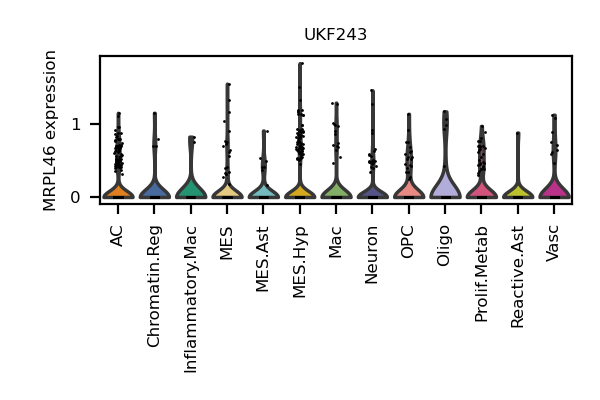 UKF243
MRPL46 expression
1
0
AC
Chromatin.Reg
Inflammatory.Mac
MES
MES.Ast
MES.Hyp
Mac
Neuron
OPC
Oligo
Prolif.Metab
Reactive.Ast
Vasc